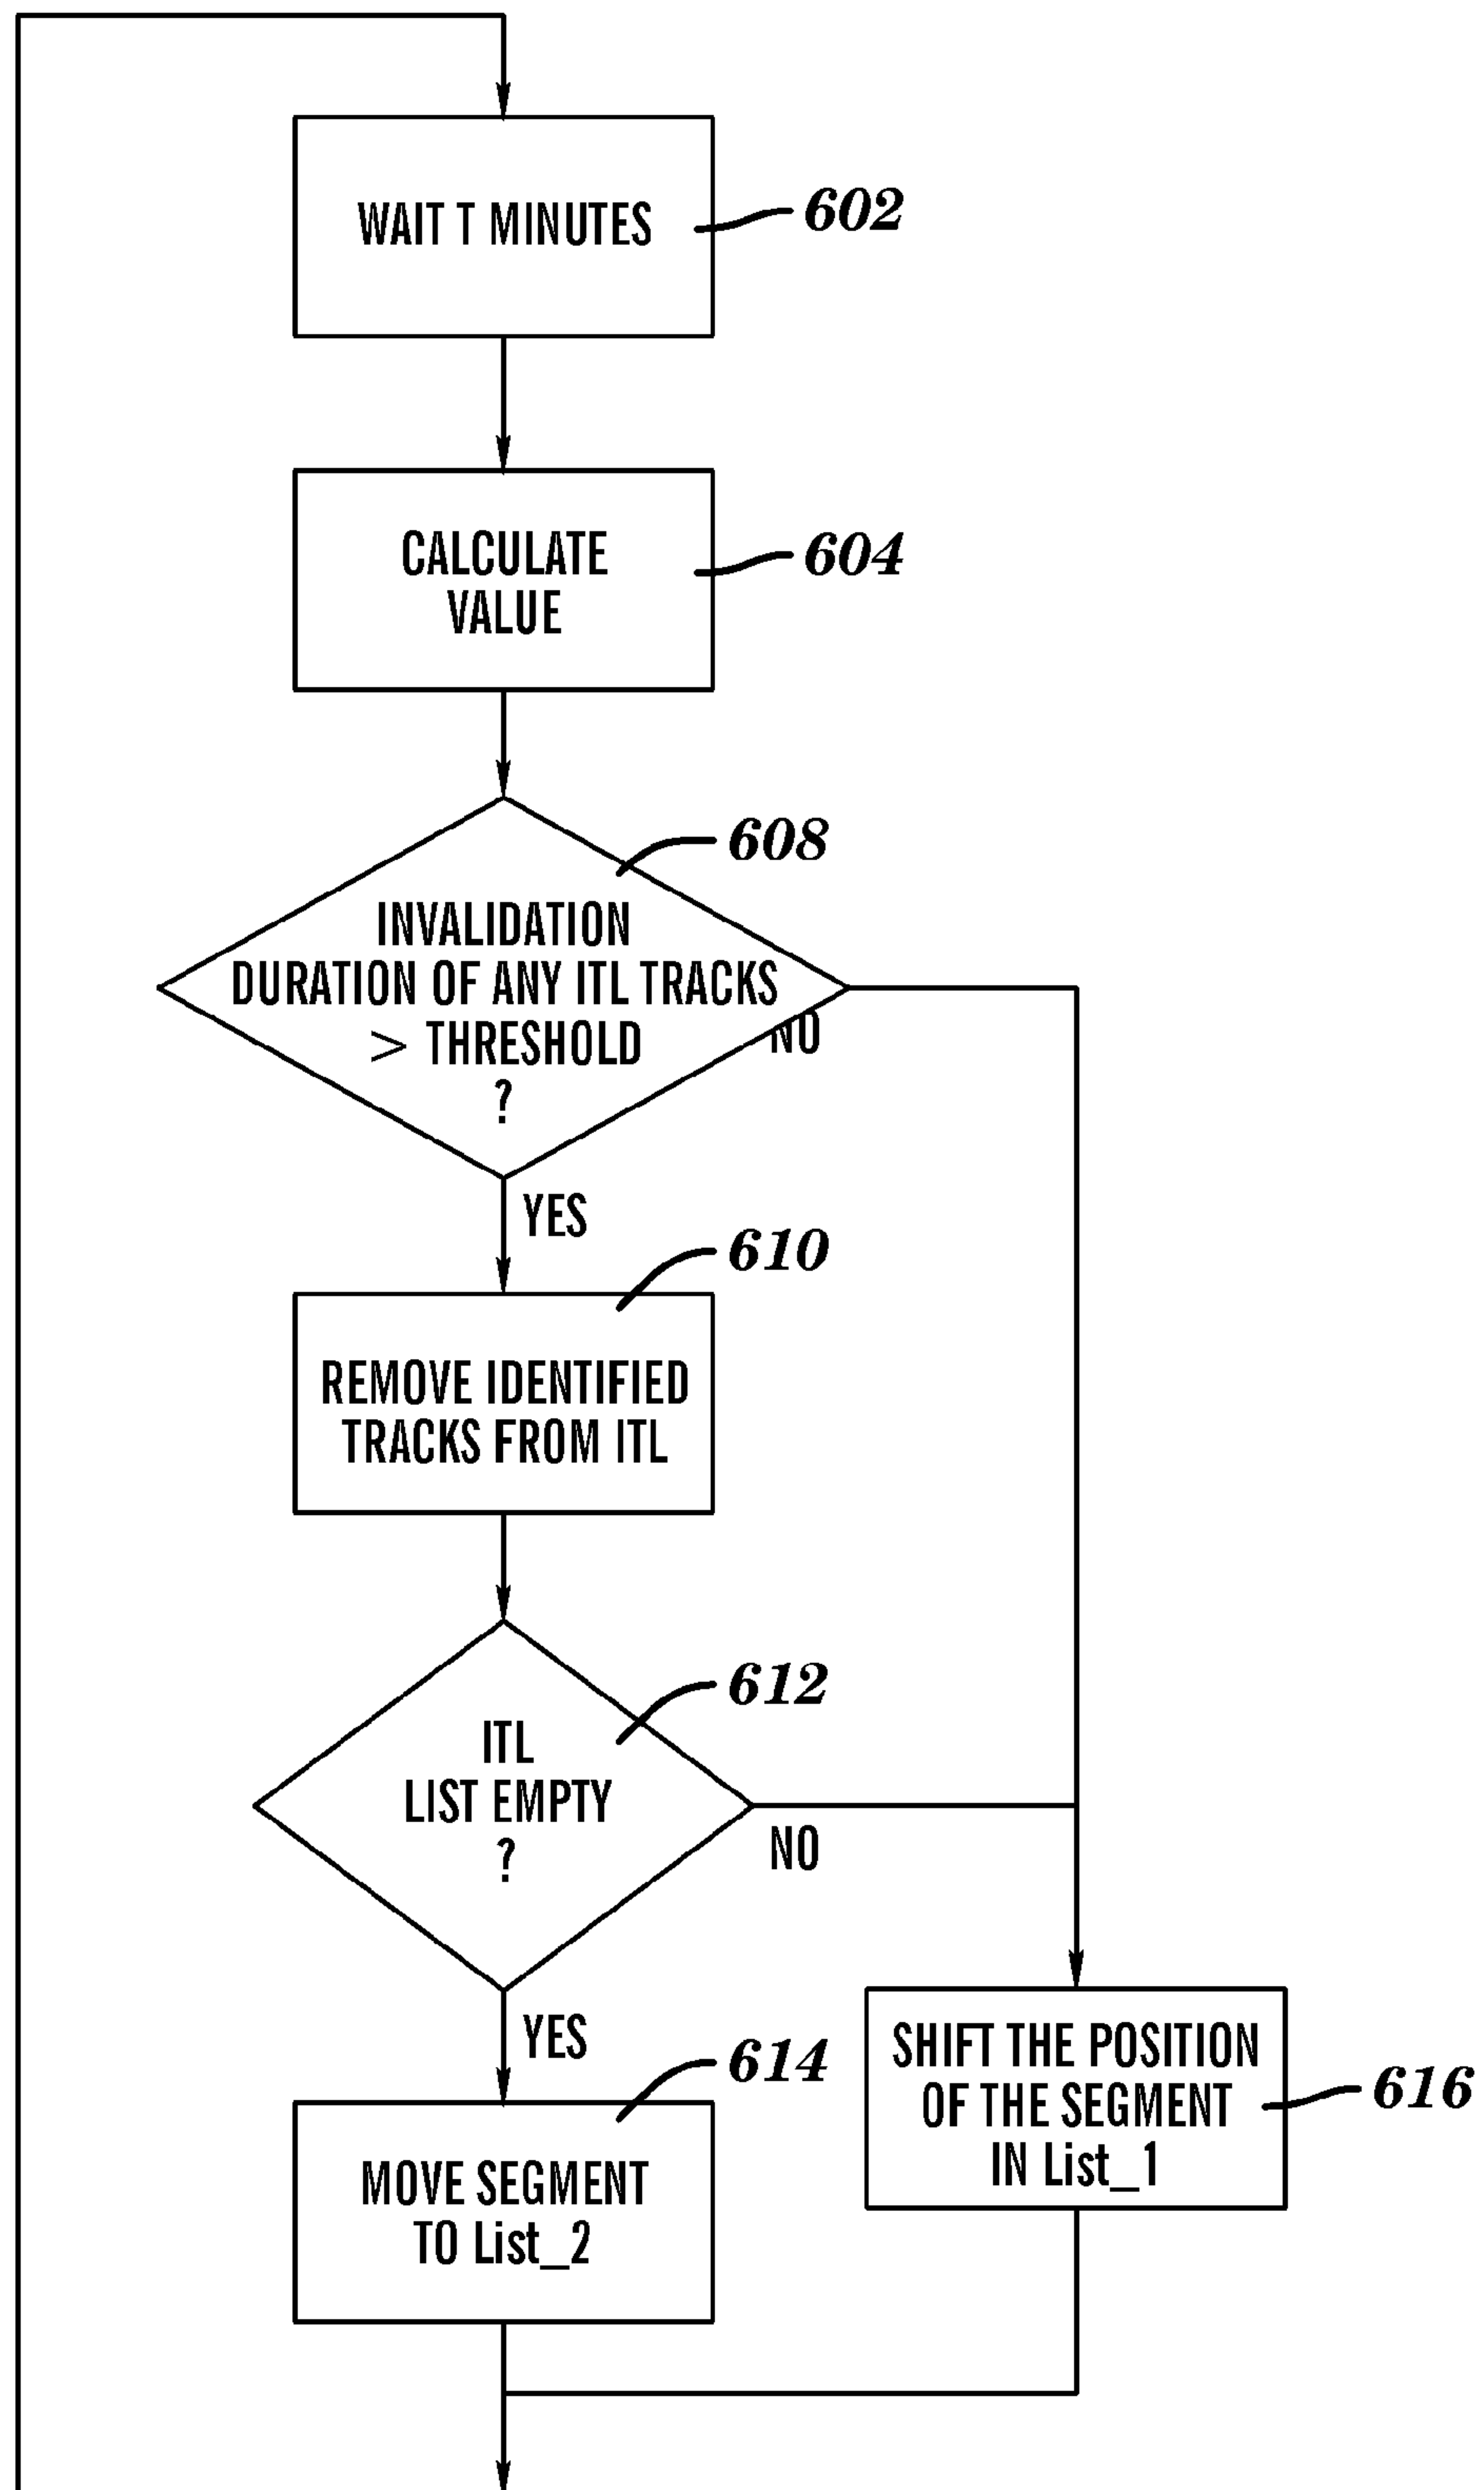 WAIT T MINUTES
602
CALCULATE
VALUE
604
608
INVALIDATION
DURATION OF ANY ITL TRACKS
> THRESHOLD
?
NO
YES
610
REMOVE IDENTIFIED
TRACKS FROM ITL
612
ITL
LIST EMPTY
?
NO
YES
614
MOVE SEGMENT
TO List_2
SHIFT THE POSITION
OF THE SEGMENT
IN List_1
616